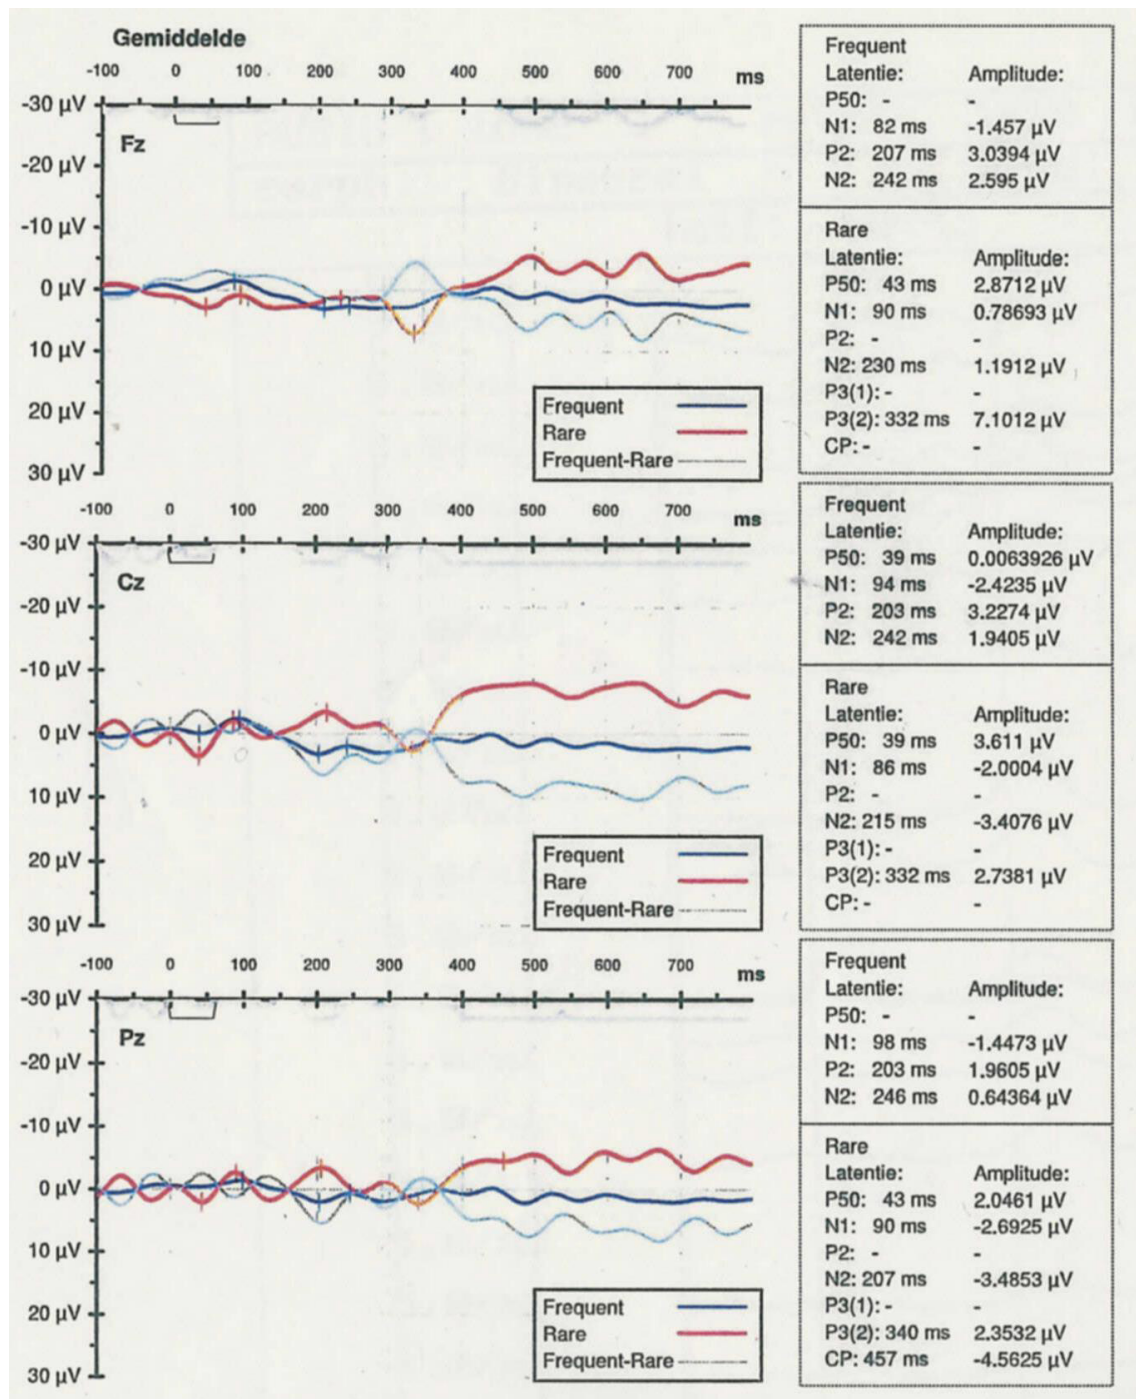 Gemiddelde
-100 0 100 200 300 400 500 600 700 ms
-30 µV
Fz
-20 µV
-10 µV
0 µV
10 µV
20 µV
30 µV
Frequent
Rare
Frequent-Rare
Frequent
Latentie: Amplitude:
P50: - -
N1: 82 ms -1.457 µV
P2: 207 ms 3.0394 µV
N2: 242 ms 2.595 µV
Rare
Latentie: Amplitude:
P50: 43 ms 2.8712 µV
N1: 90 ms 0.78693 µV
P2: - -
N2: 230 ms 1.1912 µV
P3(1): - -
P3(2): 332 ms 7.1012 µV
CP: - -
-100 0 100 200 300 400 500 600 700 ms
-30 µV
Cz
-20 µV
-10 µV
0 µV
10 µV
20 µV
30 µV
Frequent
Rare
Frequent-Rare
Frequent
Latentie: Amplitude:
P50: 39 ms 0.0063926 µV
N1: 94 ms -2.4235 µV
P2: 203 ms 3.2274 µV
N2: 242 ms 1.9405 µV
Rare
Latentie: Amplitude:
P50: 39 ms 3.611 µV
N1: 86 ms -2.0004 µV
P2: - -
N2: 215 ms -3.4076 µV
P3(1): - -
P3(2): 332 ms 2.7381 µV
CP: - -
-100 0 100 200 300 400 500 600 700 ms
-30 µV
Pz
-20 µV
-10 µV
0 µV
10 µV
20 µV
30 µV
Frequent
Rare
Frequent-Rare
Frequent
Latentie: Amplitude:
P50: - -
N1: 98 ms -1.4473 µV
P2: 203 ms 1.9605 µV
N2: 246 ms 0.64364 µV
Rare
Latentie: Amplitude:
P50: 43 ms 2.0461 µV
N1: 90 ms -2.6925 µV
P2: - -
N2: 207 ms -3.4853 µV
P3(1): - -
P3(2): 340 ms 2.3532 µV
CP: 457 ms -4.5625 µV